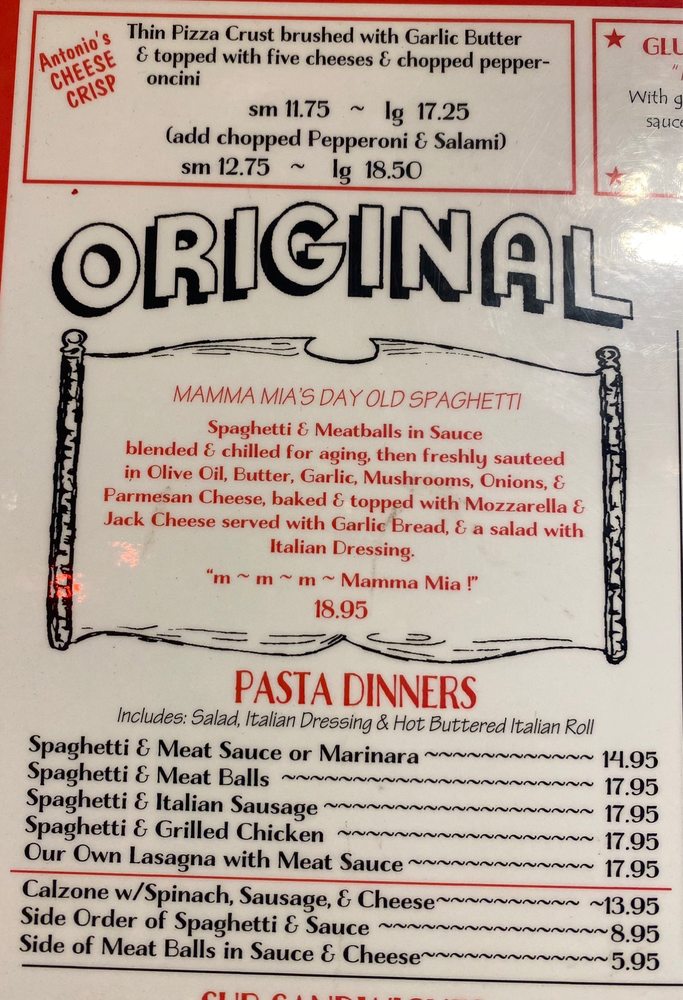 Antonio's
CHEESE
CRISP
Thin Pizza Crust brushed with Garlic Butter
& topped with five cheeses & chopped pepper-
oncini
sm 11.75 ~ lg 17.25
(add chopped Pepperoni & Salami)
sm 12.75 ~ lg 18.50
With
ORIGINAL
MAMMA MIA'S DAY OLD SPAGHETTI
Spaghetti & Meatballs in Sauce
blended & chilled for aging, then freshly sauteed
in Olive Oil, Butter, Garlic, Mushrooms, Onions, &
Parmesan Cheese, baked & topped with Mozzarella &
Jack Cheese served with Garlic Bread, & a salad with
Italian Dressing.
"m ~ m ~ m ~ Mamma Mia !"
18.95
PASTA DINNERS
Includes: Salad, Italian Dressing & Hot Buttered Italian Roll
Spaghetti & Meat Sauce or Marinara ~~~~~~~~~~~~ 14.95
Spaghetti & Meat Balls ~~~~~~~~~~~~~~~~~~~~~~ 17.95
Spaghetti & Italian Sausage ~~~~~~~~~~~~~~~~~~~ 17.95
Spaghetti & Grilled Chicken ~~~~~~~~~~~~~~~~~~ 17.95
Our Own Lasagna with Meat Sauce ~~~~~~~~~~~~~ 17.95
Calzone w/Spinach, Sausage, & Cheese~~~~~~~~~~ ~13.95
Side Order of Spaghetti & Sauce ~~~~~~~~~~~~~~~~8.95
Side of Meat Balls in Sauce & Cheese~~~~~~~~~~~~~5.95